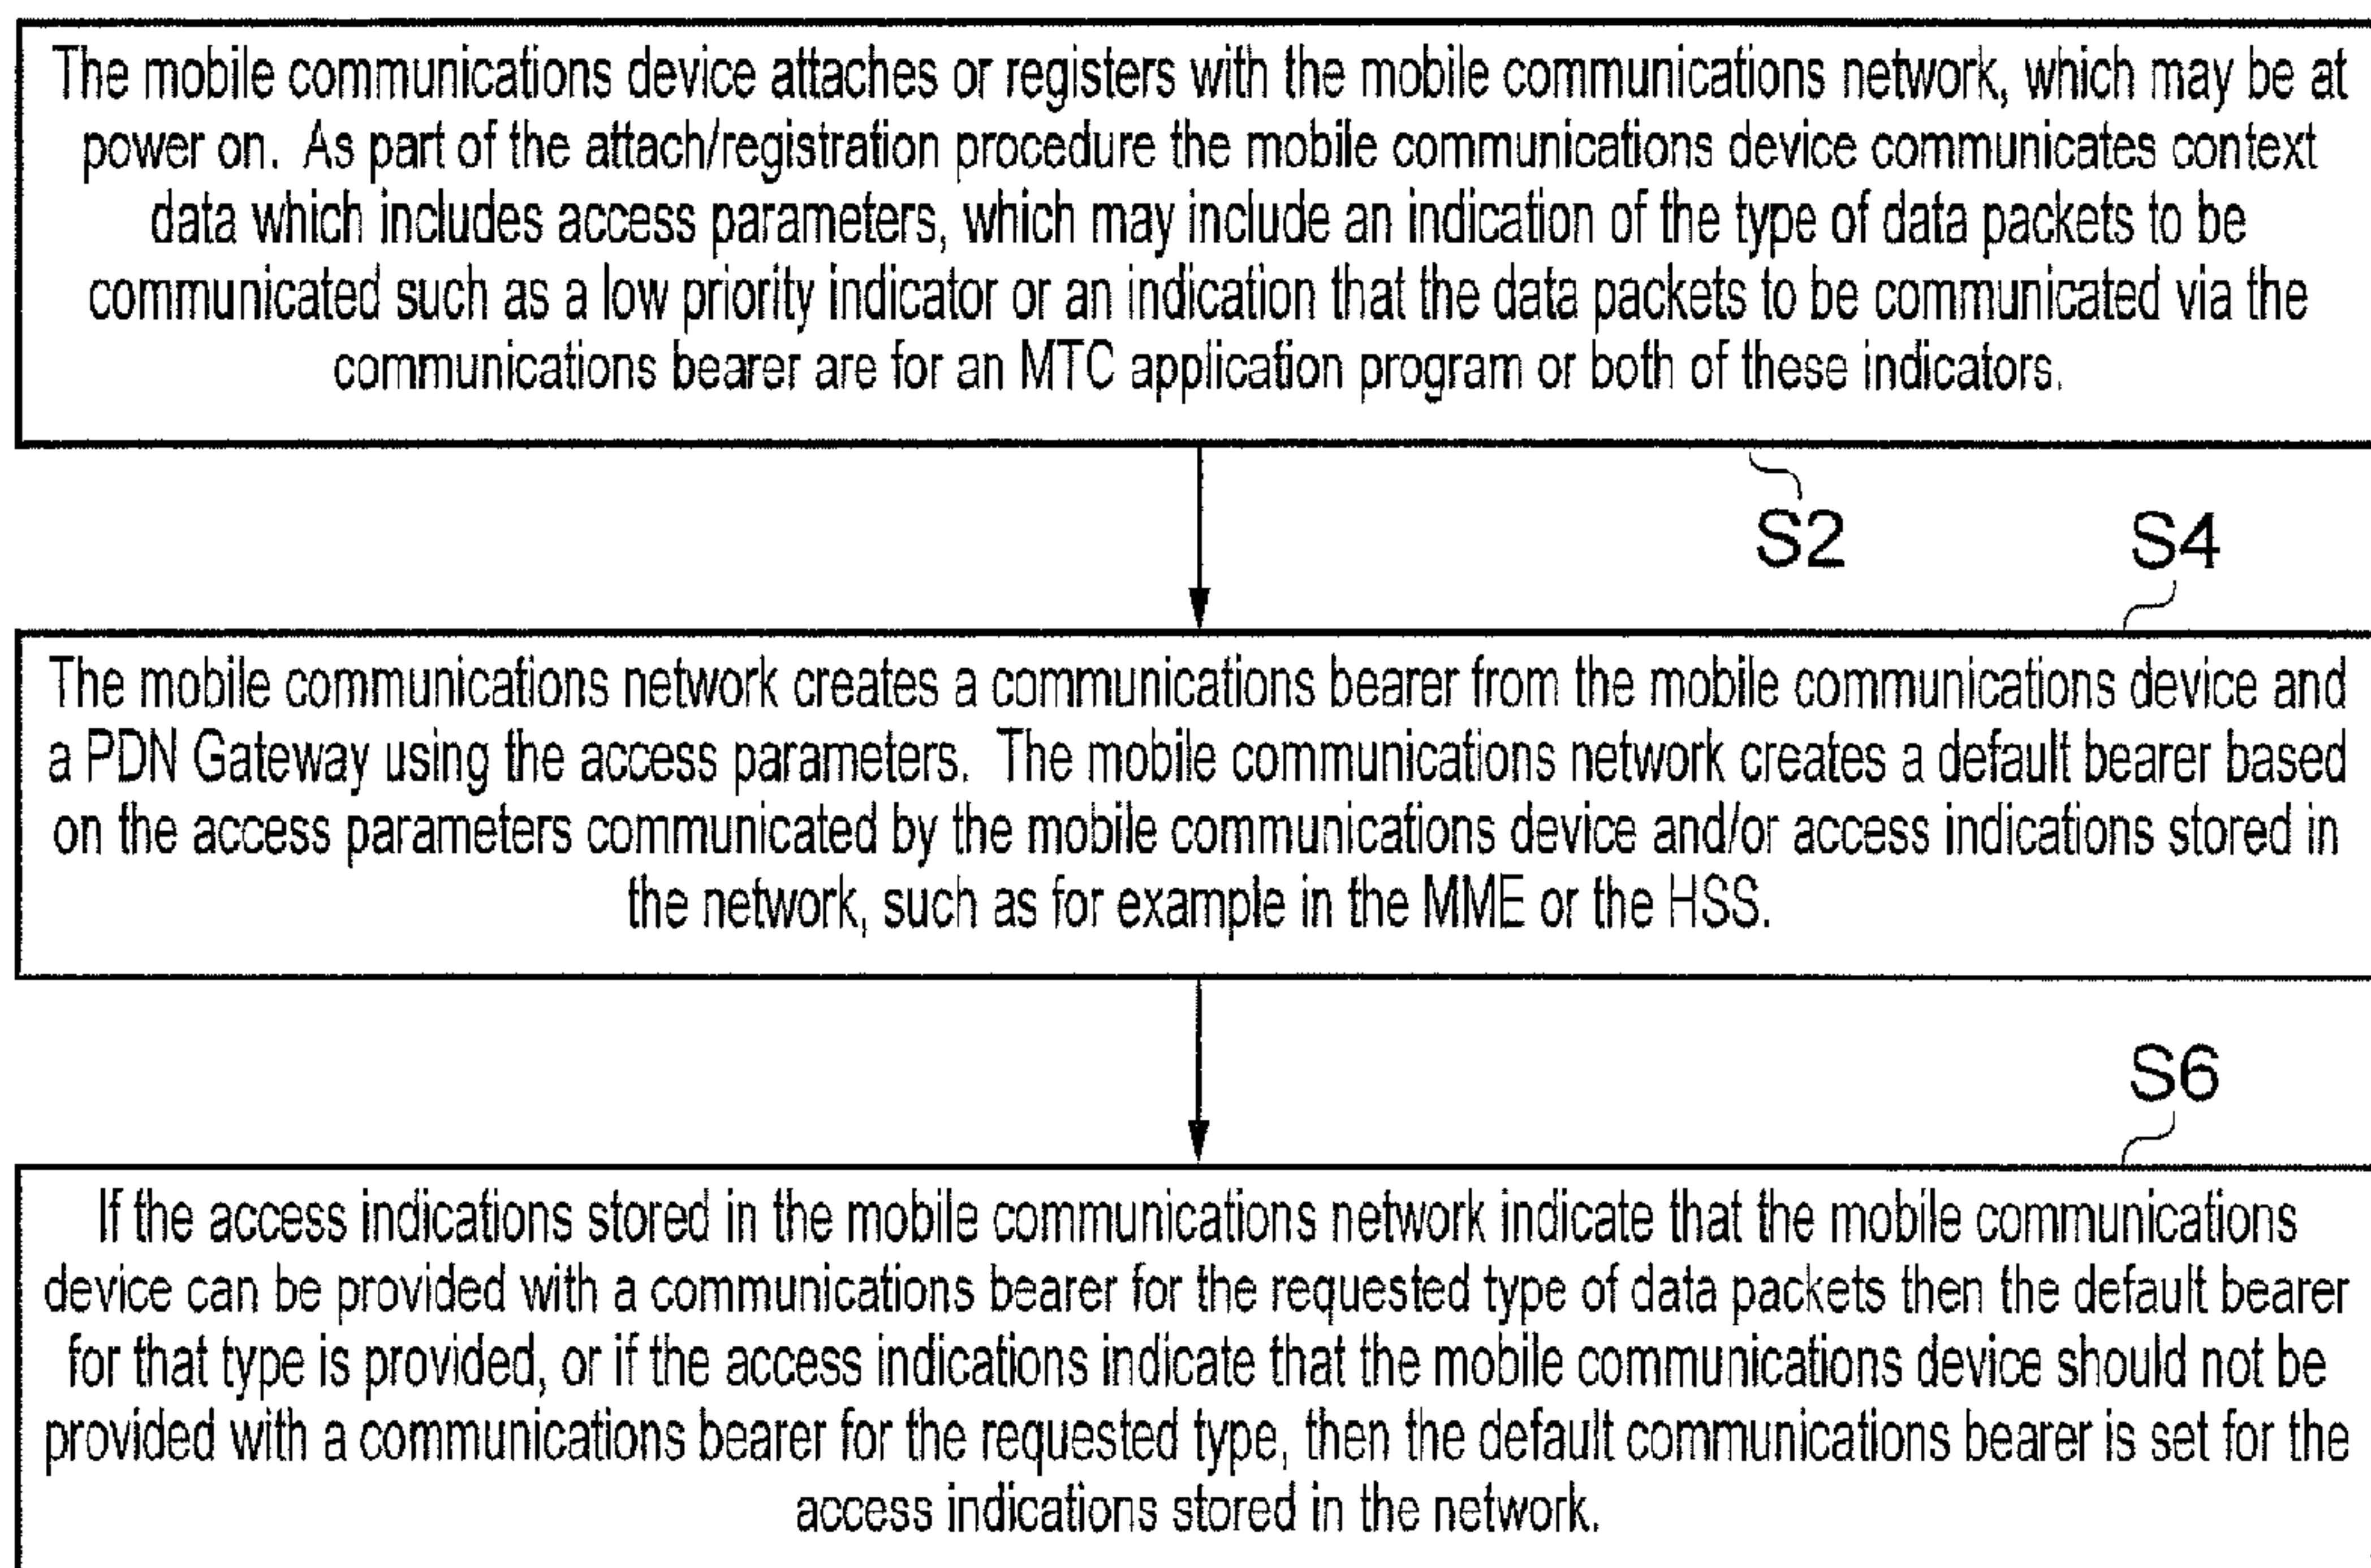 The mobile communications device attaches or registers with the mobile communications network, which may be at
power on. As part of the attach/registration procedure the mobile communications device communicates context
data which includes access parameters, which may include an indication of the type of data packets to be
communicated such as a low priority indicator or an indication that the data packets to be communicated via the
communications bearer are for an MTC application program or both of these indicators.
S2
S4
The mobile communications network creates a communications bearer from the mobile communications device and
a PDN Gateway using the access parameters. The mobile communications network creates a default bearer based
on the access parameters communicated by the mobile communications device and/or access indications stored in
the network, such as for example in the MME or the HSS.
S6
If the access indications stored in the mobile communications network indicate that the mobile communications
device can be provided with a communications bearer for the requested type of data packets then the default bearer
for that type is provided, or if the access indications indicate that the mobile communications device should not be
provided with a communications bearer for the requested type, then the default communications bearer is set for the
access indications stored in the network.